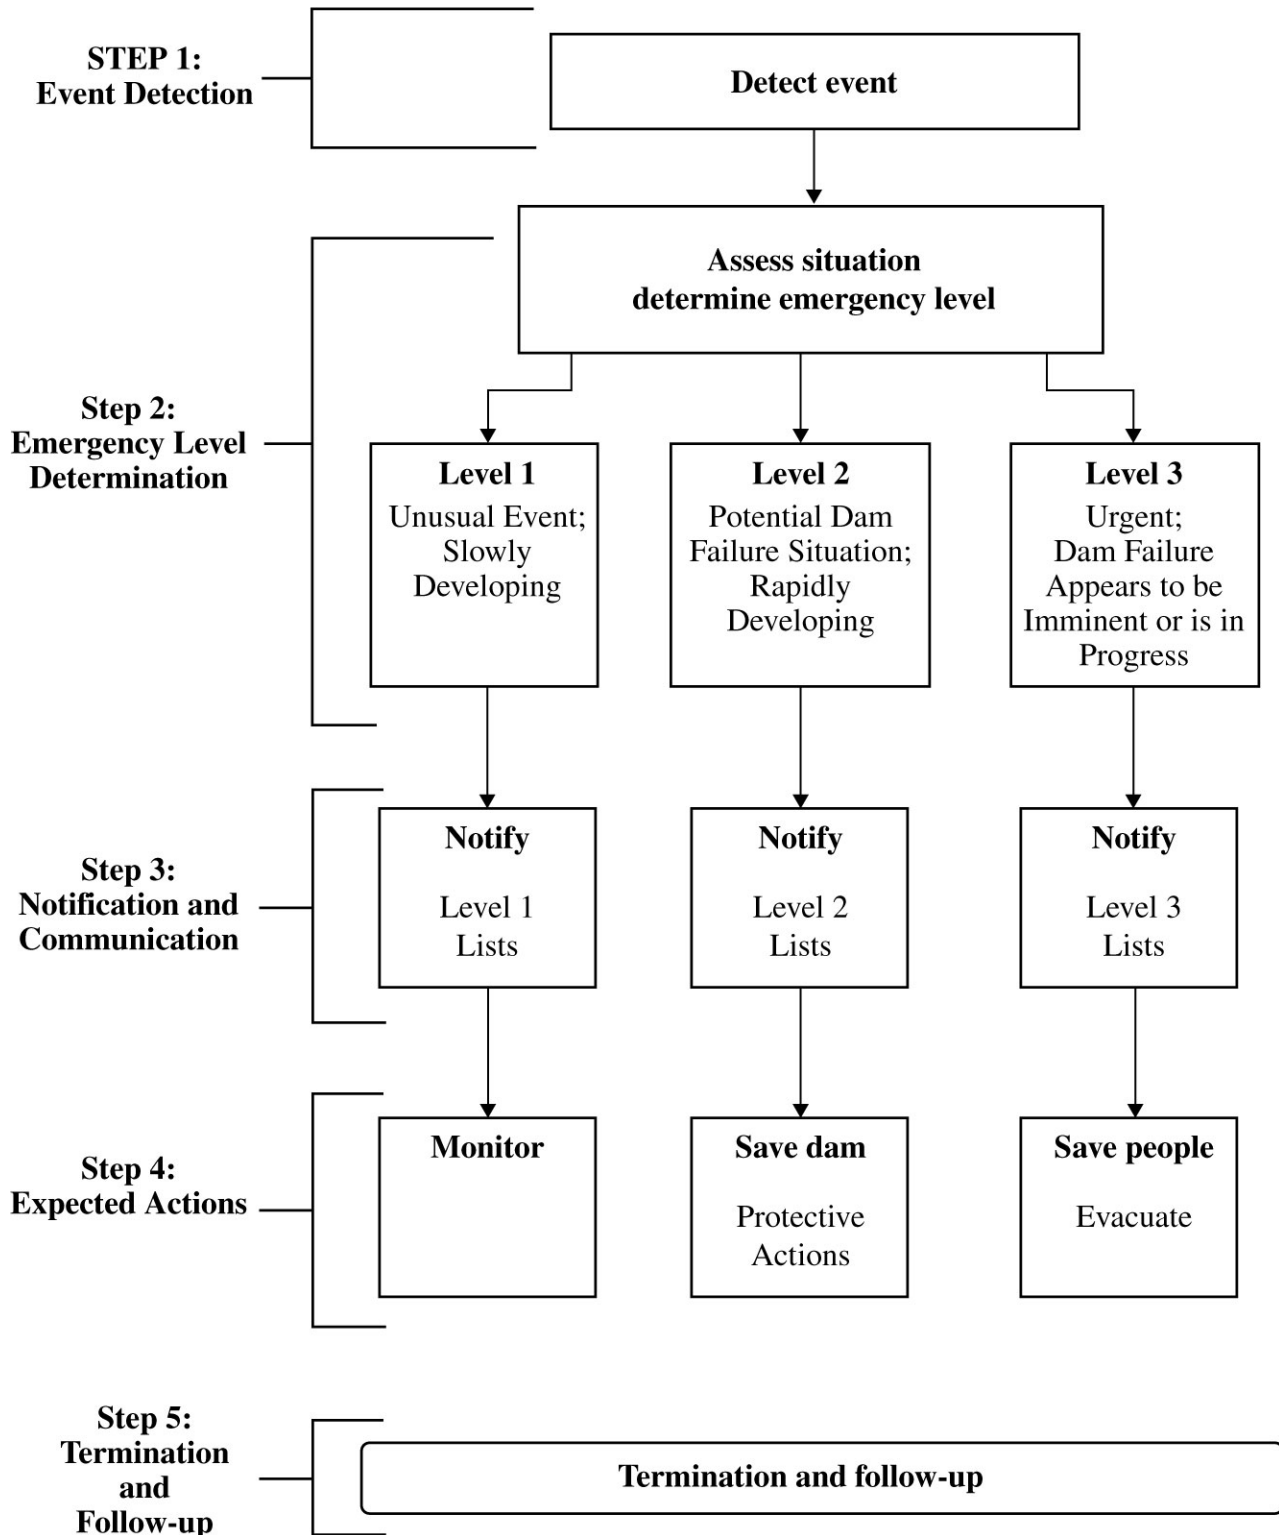 STEP 1:
Event Detection
Detect event
Assess situation
determine emergency level
Step 2:
Emergency Level
Determination
Level 1
Unusual Event;
Slowly
Developing
Level 2
Potential Dam
Failure Situation;
Rapidly
Developing
Level 3
Urgent;
Dam Failure
Appears to be
Imminent or is in
Progress
Step 3:
Notification and
Communication
Notify
Level 1
Lists
Notify
Level 2
Lists
Notify
Level 3
Lists
Step 4:
Expected Actions
Monitor
Save dam
Protective
Actions
Save people
Evacuate
Step 5:
Termination
and
Follow-up
Termination and follow-up